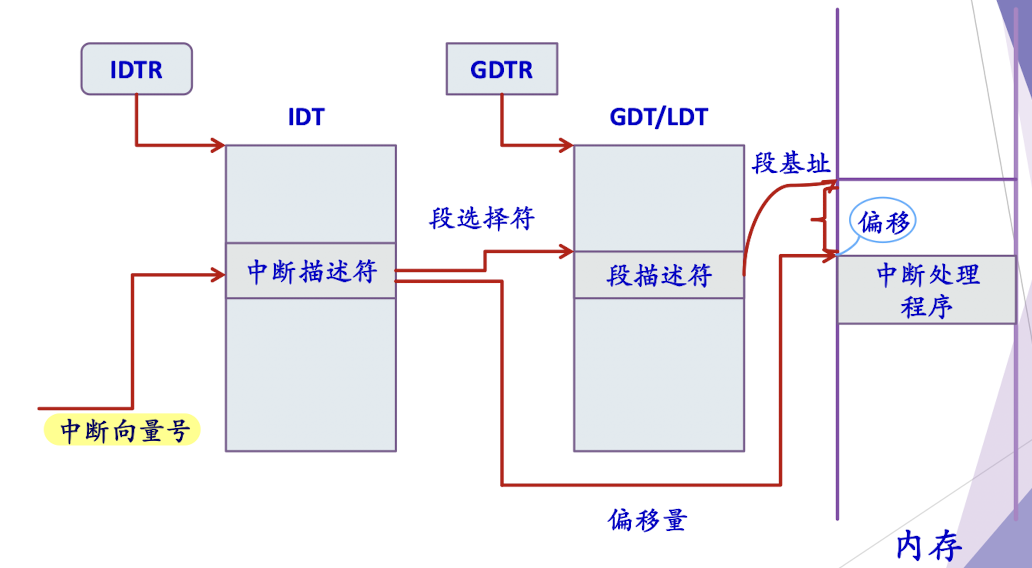 IDTR
GDTR
IDT
GDT/LDT
段基址
段选择符
偏移
中断描述符
段描述符
中断处理
程序
中断向量号
偏移量
内存